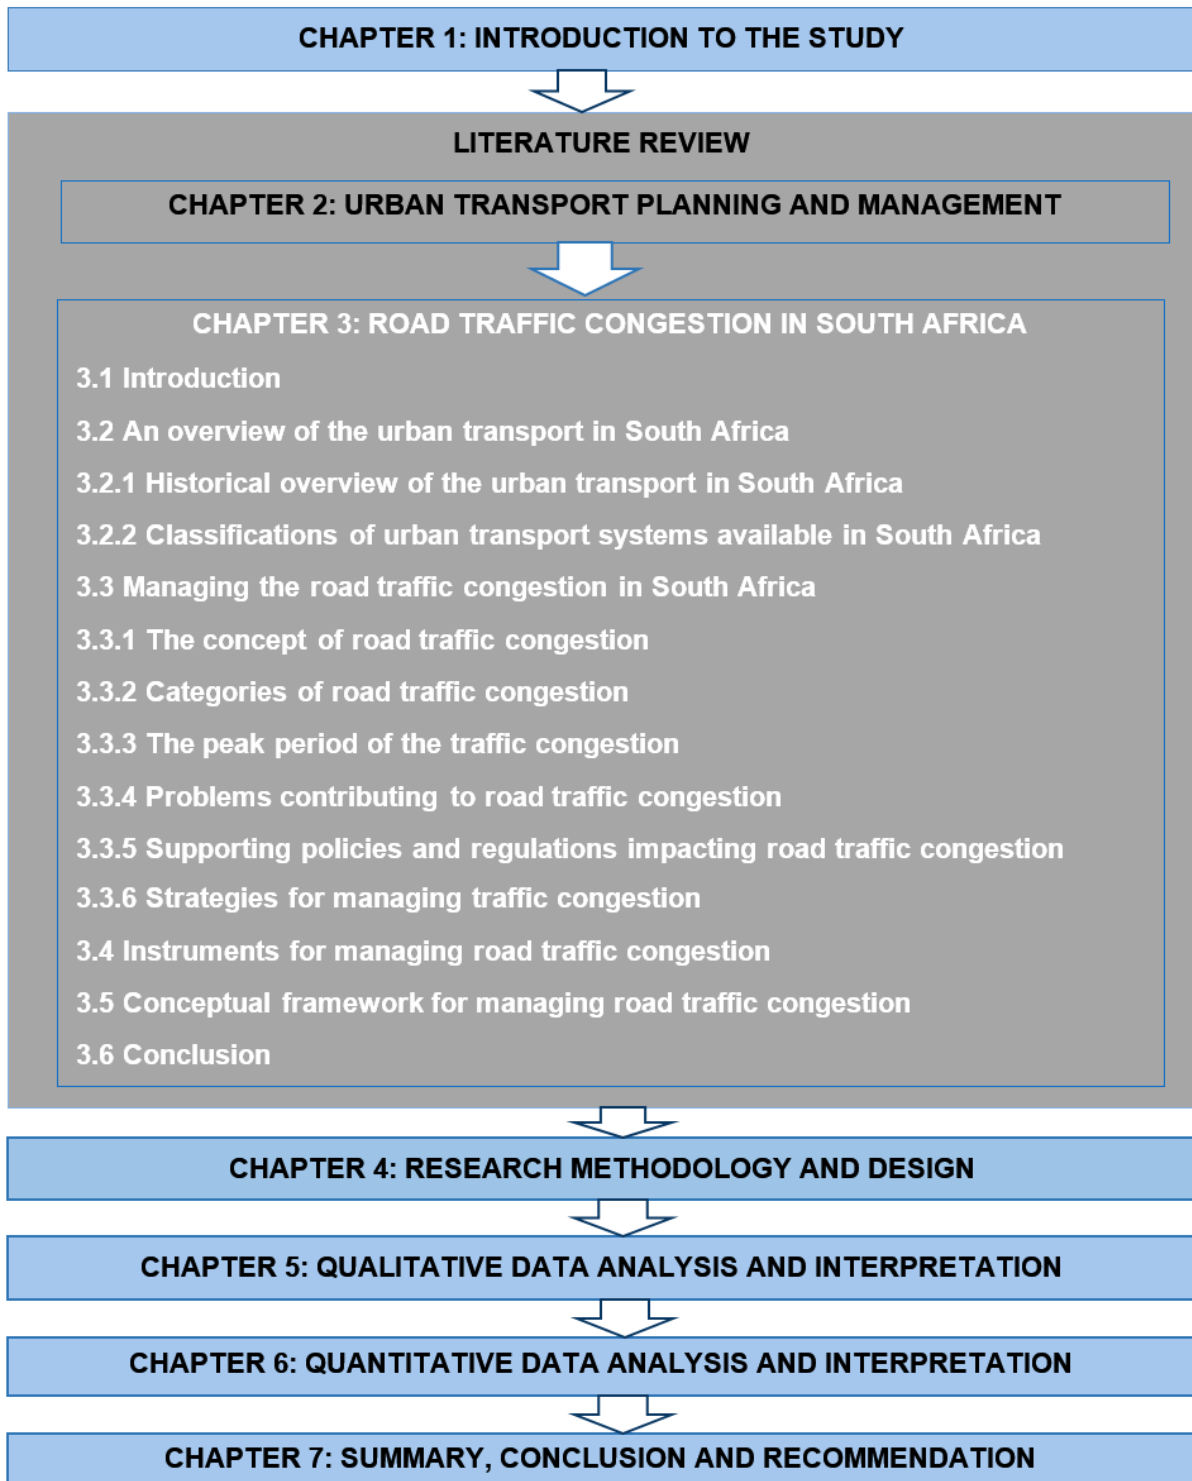 CHAPTER 1: INTRODUCTION TO THE STUDY
LITERATURE REVIEW
CHAPTER 2: URBAN TRANSPORT PLANNING AND MANAGEMENT
CHAPTER 3: ROAD TRAFFIC CONGESTION IN SOUTH AFRICA
3.1 Introduction
3.2 An overview of the urban transport in South Africa
3.2.1 Historical overview of the urban transport in South Africa
3.2.2 Classifications of urban transport systems available in South Africa
3.3 Managing the road traffic congestion in South Africa
3.3.1 The concept of road traffic congestion
3.3.2 Categories of road traffic congestion
3.3.3 The peak period of the traffic congestion
3.3.4 Problems contributing to road traffic congestion
3.3.5 Supporting policies and regulations impacting road traffic congestion
3.3.6 Strategies for managing traffic congestion
3.4 Instruments for managing road traffic congestion
3.5 Conceptual framework for managing road traffic congestion
3.6 Conclusion
CHAPTER 4: RESEARCH METHODOLOGY AND DESIGN
CHAPTER 5: QUALITATIVE DATA ANALYSIS AND INTERPRETATION
CHAPTER 6: QUANTITATIVE DATA ANALYSIS AND INTERPRETATION
CHAPTER 7: SUMMARY, CONCLUSION AND RECOMMENDATION